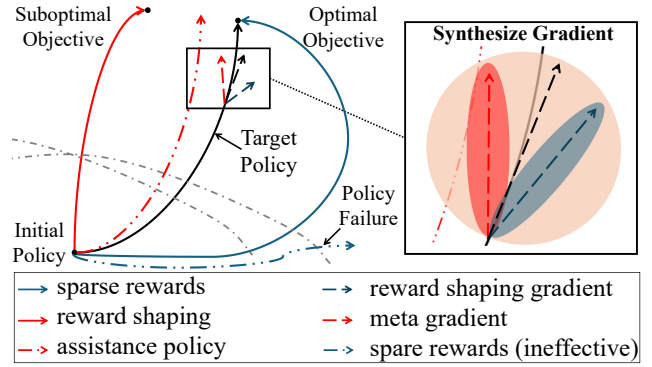 Suboptimal
Objective
Optimal
Objective
Synthesize Gradient
Target
Policy
Policy
Failure
Initial
Policy
sparse rewards
reward shaping
assistance policy
reward shaping gradient
meta gradient
spare rewards (ineffective)